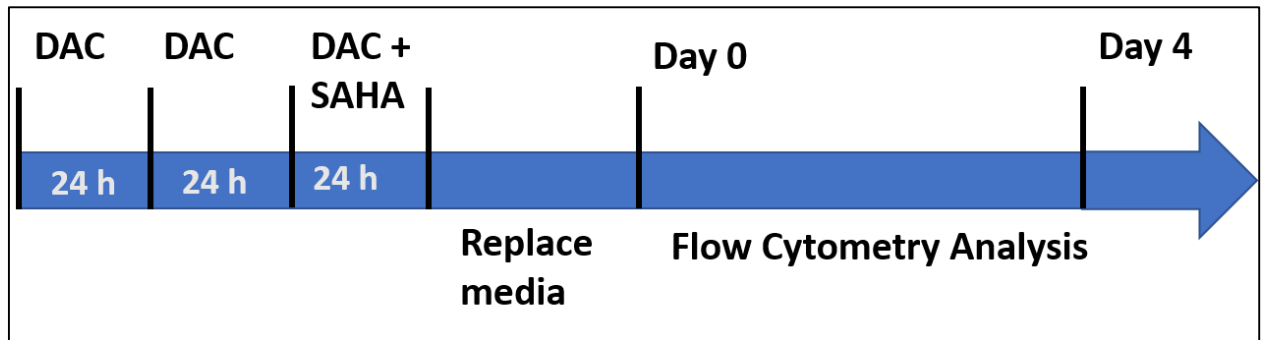 DAC
DAC
DAC +
SAHA
Day 0
Day 4
24 h
24 h
24 h
Replace
media
Flow Cytometry Analysis